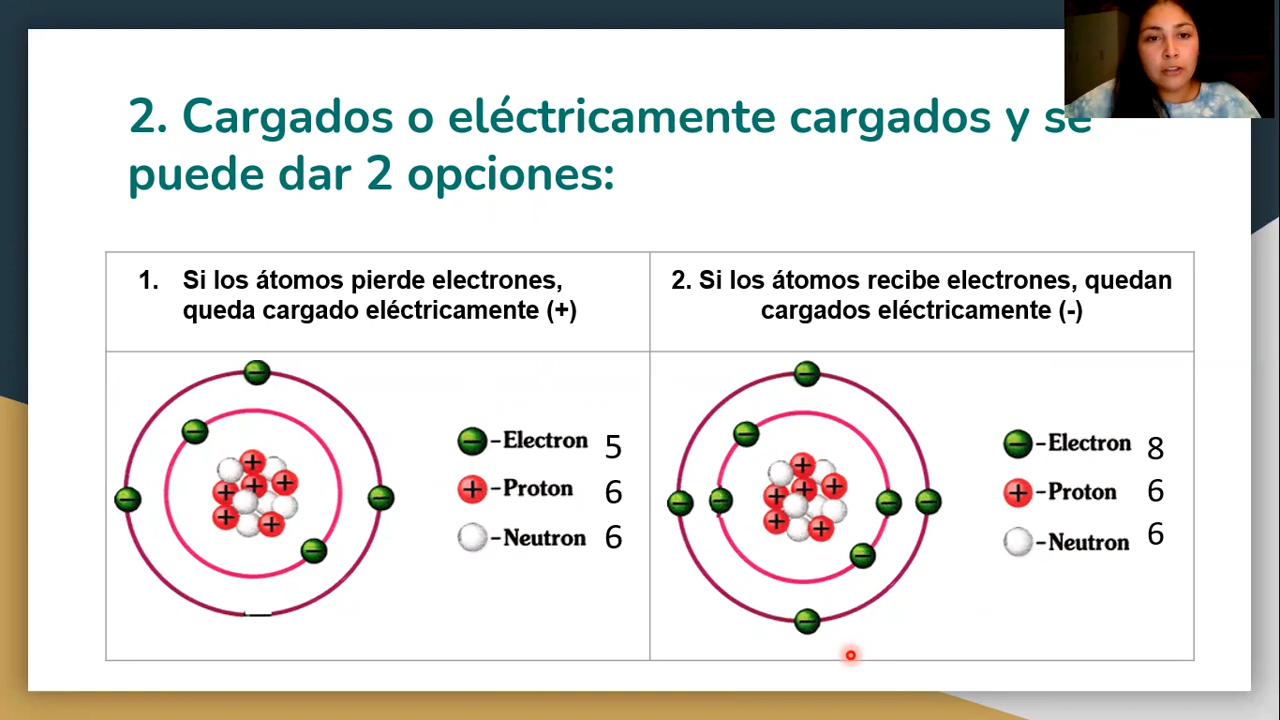 2. Cargados o eléctricamente cargados y se
puede dar 2 opciones:
1. Si los átomos pierde electrones,
queda cargado eléctricamente (+)
2. Si los átomos recibe electrones, quedan
cargados eléctricamente (-)
-Electron 5
-Proton 6
-Neutron 6
-Electron 8
-Proton 6
-Neutron 6